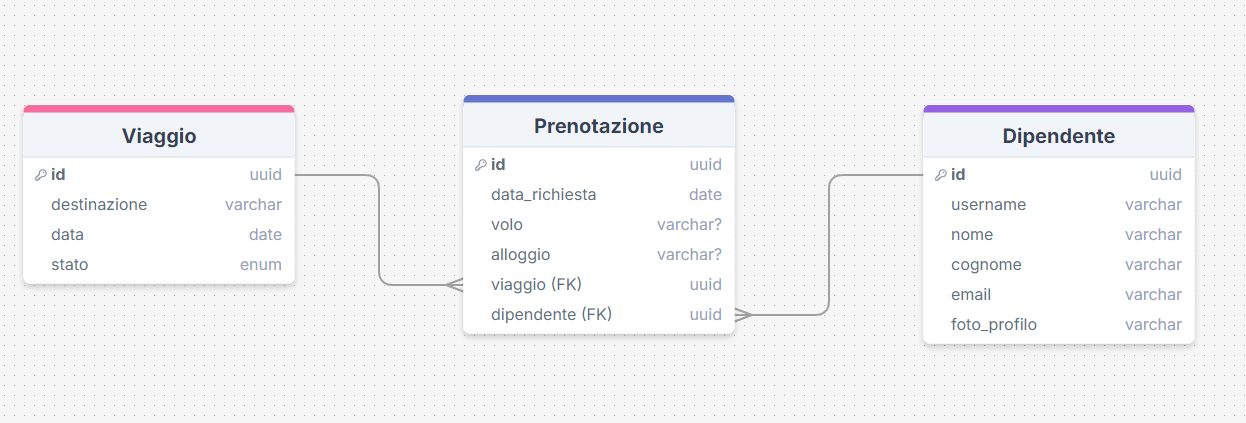 Viaggio
id uuid
destinazione varchar
data date
stato enum
Prenotazione
id uuid
data_richiesta date
volo varchar?
alloggio varchar?
viaggio (FK) uuid
dipendente (FK) uuid
Dipendente
id uuid
username varchar
nome varchar
cognome varchar
email varchar
foto_profilo varchar